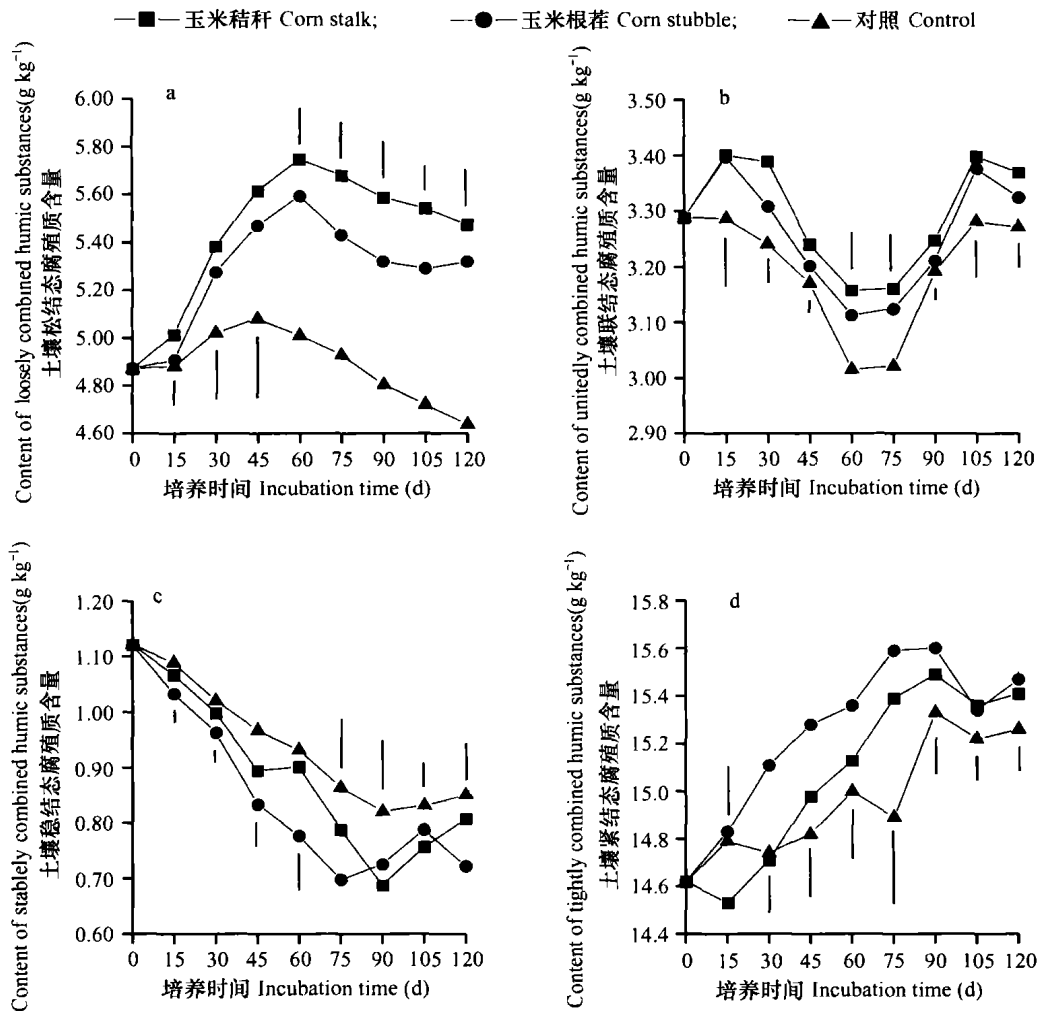 玉米秸秆 Corn stalk; 玉米根茬 Corn stubble; 对照 Control
Content of loosely combined humic substances(g kg⁻¹)
土壤松结态腐殖质含量
a
6.00
5.80
5.60
5.40
5.20
5.00
4.80
4.60
0 15 30 45 60 75 90 105 120
培养时间 Incubation time (d)
Content of unitedly combined humic substances(g kg⁻¹)
土壤联结态腐殖质含量
b
3.50
3.40
3.30
3.20
3.10
3.00
2.90
0 15 30 45 60 75 90 105 120
培养时间 Incubation time (d)
Content of stablely combined humic substances(g kg⁻¹)
土壤稳结态腐殖质含量
c
1.20
1.10
1.00
0.90
0.80
0.70
0.60
0 15 30 45 60 75 90 105 120
培养时间 Incubation time (d)
Content of tightly combined humic substances(g kg⁻¹)
土壤紧结态腐殖质含量
d
15.8
15.6
15.4
15.2
15.0
14.8
14.6
14.4
0 15 30 45 60 75 90 105 120
培养时间 Incubation time (d)